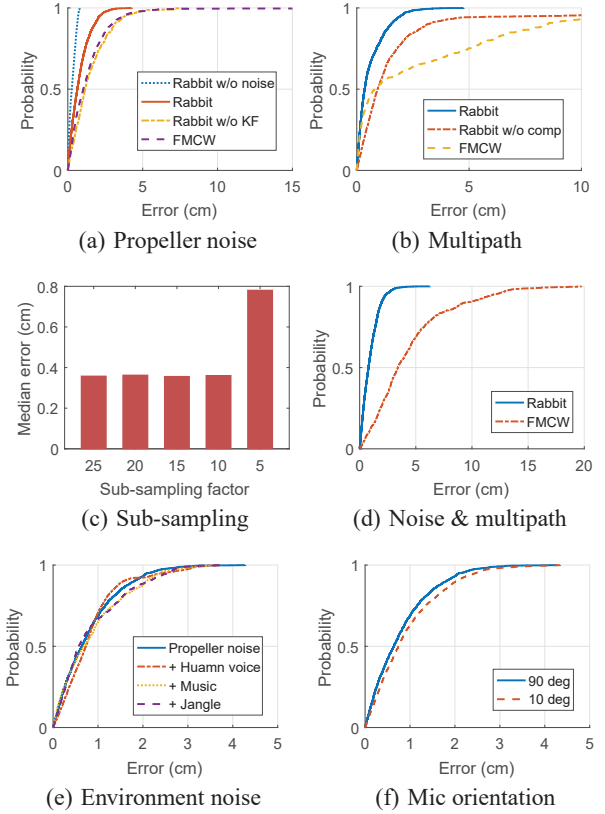 Probability
1
0.5
0
Rabbit w/o noise
Rabbit
Rabbit w/o KF
FMCW
0 5 10 15
Error (cm)
(a) Propeller noise
Probability
1
0.5
0
Rabbit
Rabbit w/o comp
FMCW
0 5 10
Error (cm)
(b) Multipath
Median error (cm)
0.8
0.6
0.4
0.2
0
25 20 15 10 5
Sub-sampling factor
(c) Sub-sampling
Probability
1
0.5
0
Rabbit
FMCW
0 5 10 15 20
Error (cm)
(d) Noise & multipath
Probability
1
0.5
0
Propeller noise
+ Huamn voice
+ Music
+ Jangle
0 1 2 3 4 5
Error (cm)
(e) Environment noise
Probability
1
0.5
0
90 deg
10 deg
0 1 2 3 4 5
Error (cm)
(f) Mic orientation